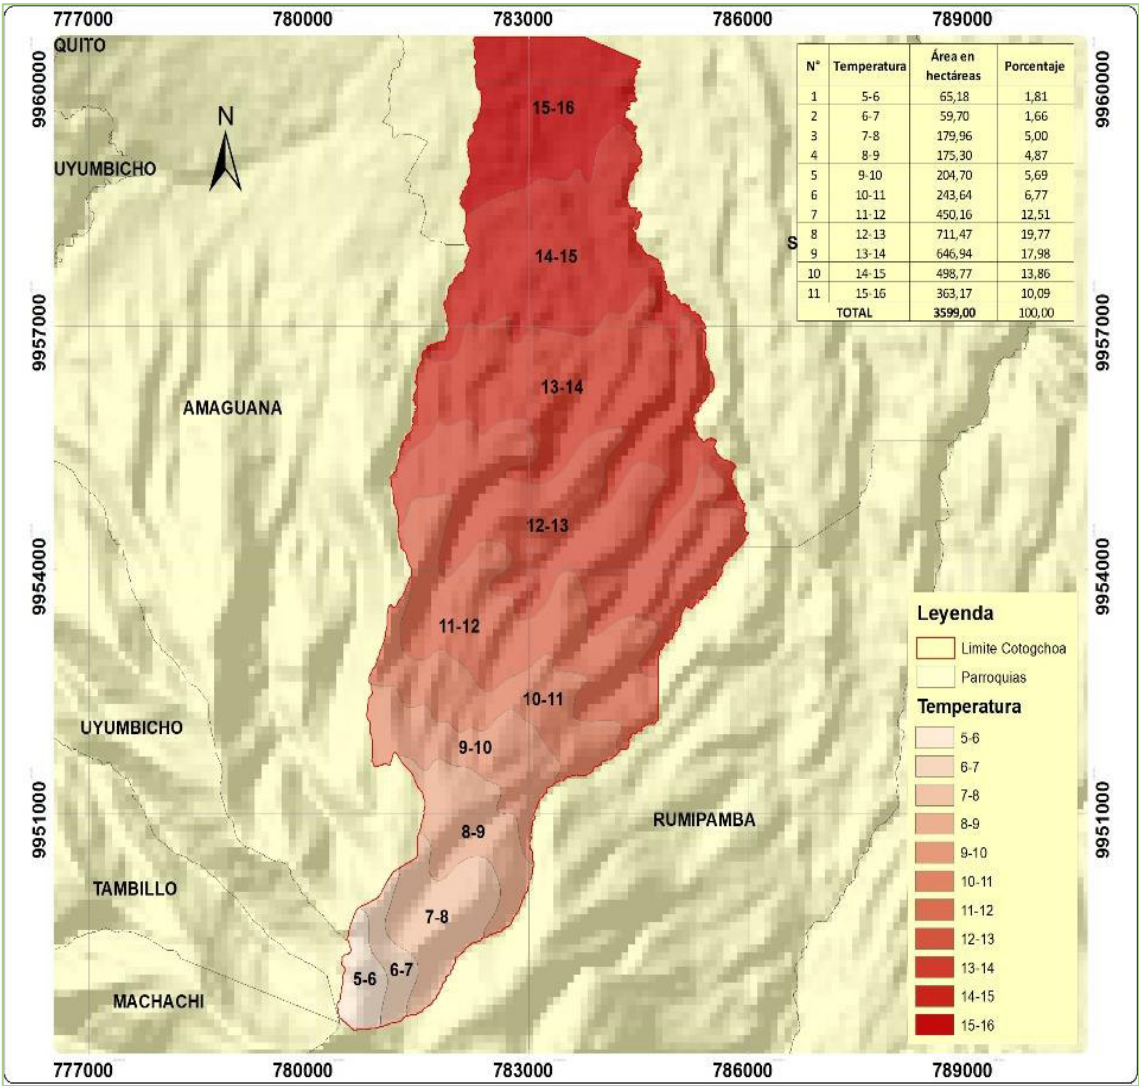 777000 780000 783000 786000 789000
9960000
9957000
9954000
9951000
QUITO
N
UYUMBICHO
AMAGUANA
UYUMBICHO
TAMBILLO
MACHACHI
RUMIPAMBA
S
15-16
14-15
13-14
12-13
11-12
10-11
9-10
8-9
7-8
6-7
5-6
N° Temperatura Área en hectáreas Porcentaje
1 5-6 65,18 1,81
2 6-7 59,70 1,66
3 7-8 179,96 5,00
4 8-9 175,30 4,87
5 9-10 204,70 5,69
6 10-11 243,64 6,77
7 11-12 450,16 12,51
8 12-13 711,47 19,77
9 13-14 646,94 17,98
10 14-15 498,77 13,86
11 15-16 363,17 10,09
TOTAL 3599,00 100,00
Leyenda
Limite Cotogchoa
Parroquias
Temperatura
5-6
6-7
7-8
8-9
9-10
10-11
11-12
12-13
13-14
14-15
15-16
9960000
9957000
9954000
9951000
777000 780000 783000 786000 789000